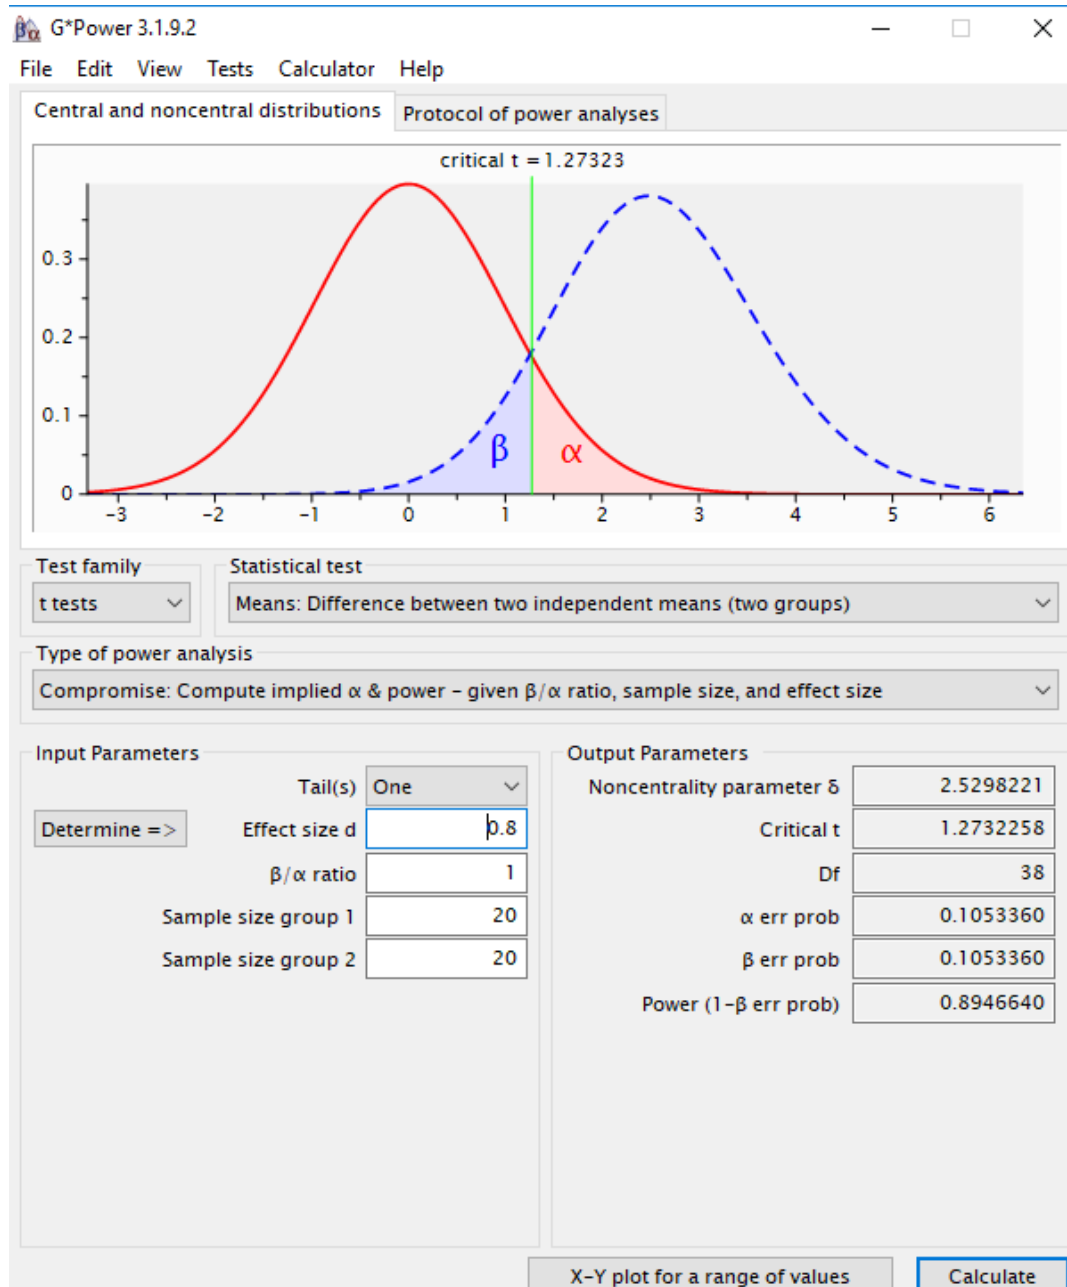 G*Power 3.1.9.2
File Edit View Tests Calculator Help
Central and noncentral distributions Protocol of power analyses
critical t = 1.27323
0.3
0.2
0.1
0
β α
-3 -2 -1 0 1 2 3 4 5 6
Test family
t tests
Statistical test
Means: Difference between two independent means (two groups)
Type of power analysis
Compromise: Compute implied α & power – given β/α ratio, sample size, and effect size
Input Parameters
Tail(s) One
Determine => Effect size d 0.8
β/α ratio 1
Sample size group 1 20
Sample size group 2 20
Output Parameters
Noncentrality parameter δ 2.5298221
Critical t 1.2732258
Df 38
α err prob 0.1053360
β err prob 0.1053360
Power (1-β err prob) 0.8946640
X-Y plot for a range of values Calculate